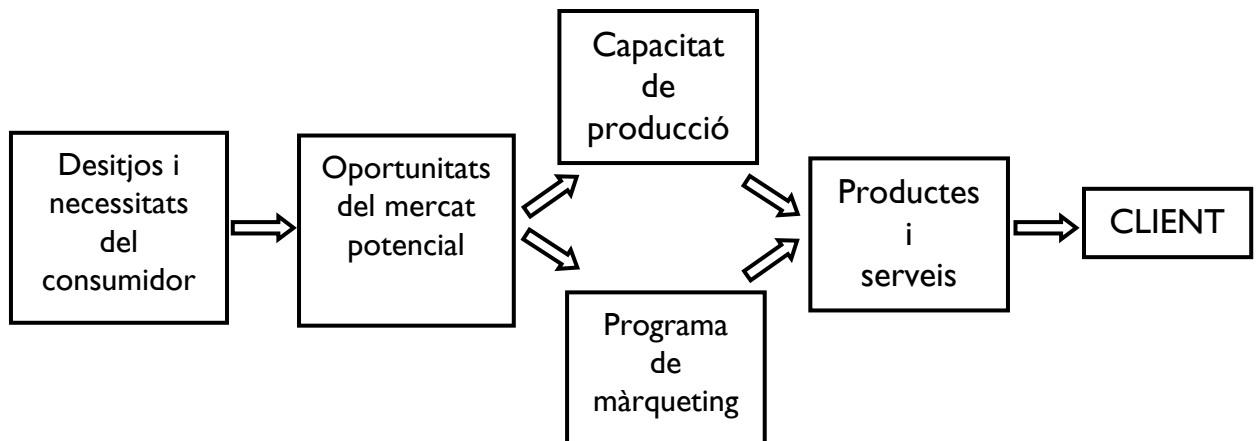 Desitjos i
necessitats
del
consumidor
Oportunitats
del mercat
potencial
Capacitat
de
producció
Programa
de
màrqueting
Productes
i
serveis
CLIENT